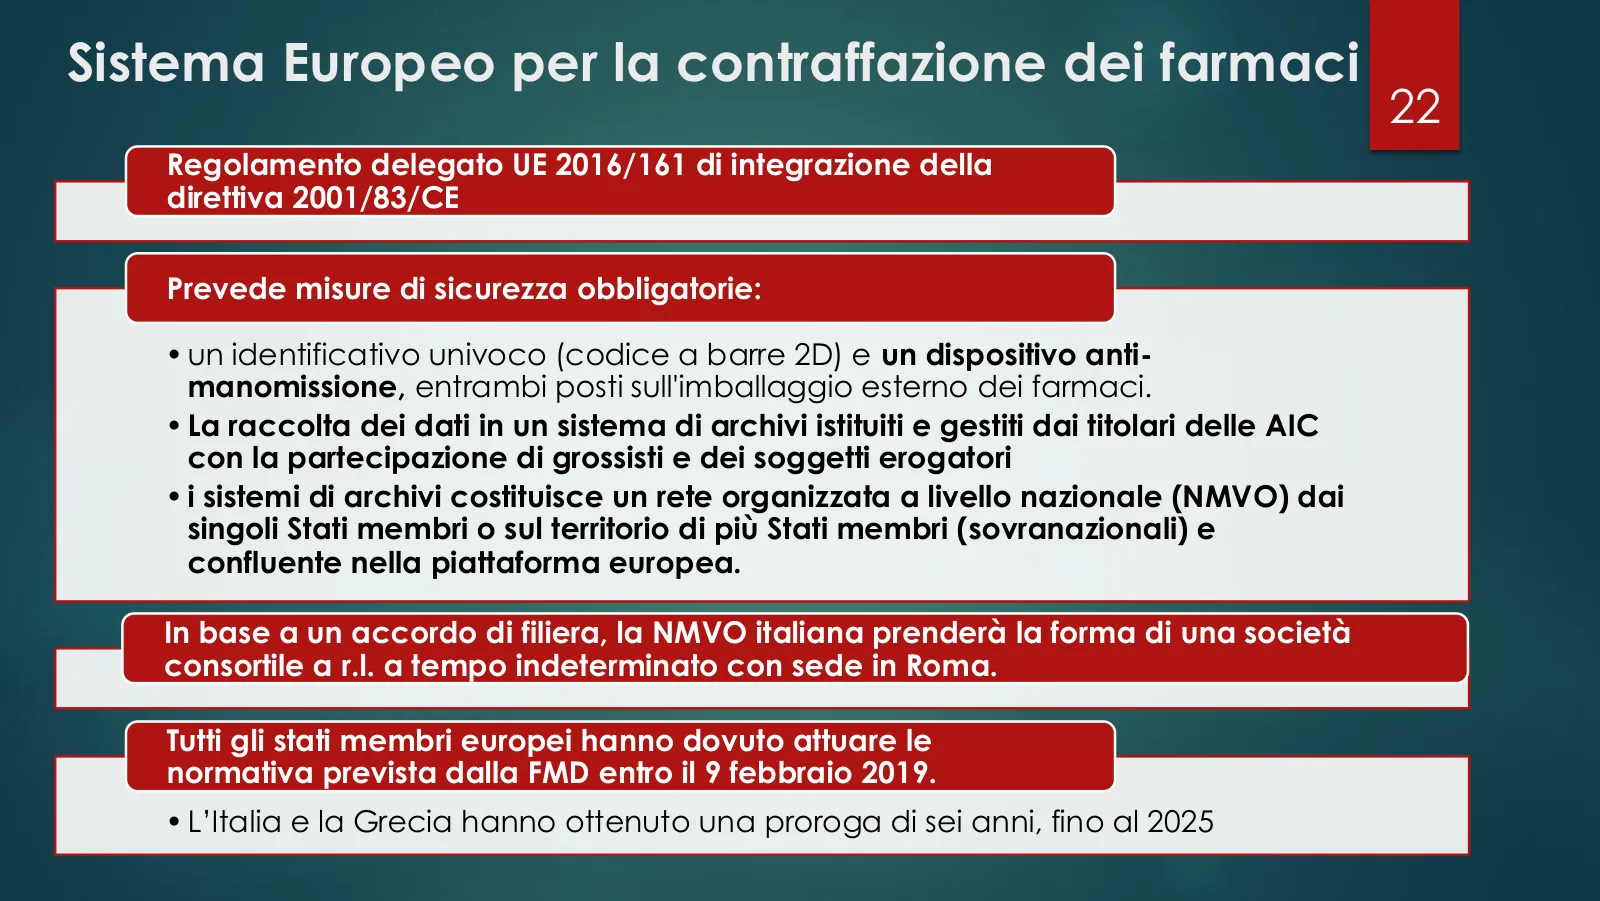 Sistema Europeo per la contraffazione dei farmaci
22
Regolamento delegato UE 2016/161 di integrazione della
direttiva 2001/83/CE
Prevede misure di sicurezza obbligatorie:
• un identificativo univoco (codice a barre 2D) e un dispositivo anti-
manomissione, entrambi posti sull'imballaggio esterno dei farmaci.
• La raccolta dei dati in un sistema di archivi istituiti e gestiti dai titolari delle AIC
con la partecipazione di grossisti e dei soggetti erogatori
• i sistemi di archivi costituisce un rete organizzata a livello nazionale (NMVO) dai
singoli Stati membri o sul territorio di più Stati membri (sovranazionali) e
confluente nella piattaforma europea.
In base a un accordo di filiera, la NMVO italiana prenderà la forma di una società
consortile a r.l. a tempo indeterminato con sede in Roma.
Tutti gli stati membri europei hanno dovuto attuare le
normativa prevista dalla FMD entro il 9 febbraio 2019.
• L’Italia e la Grecia hanno ottenuto una proroga di sei anni, fino al 2025